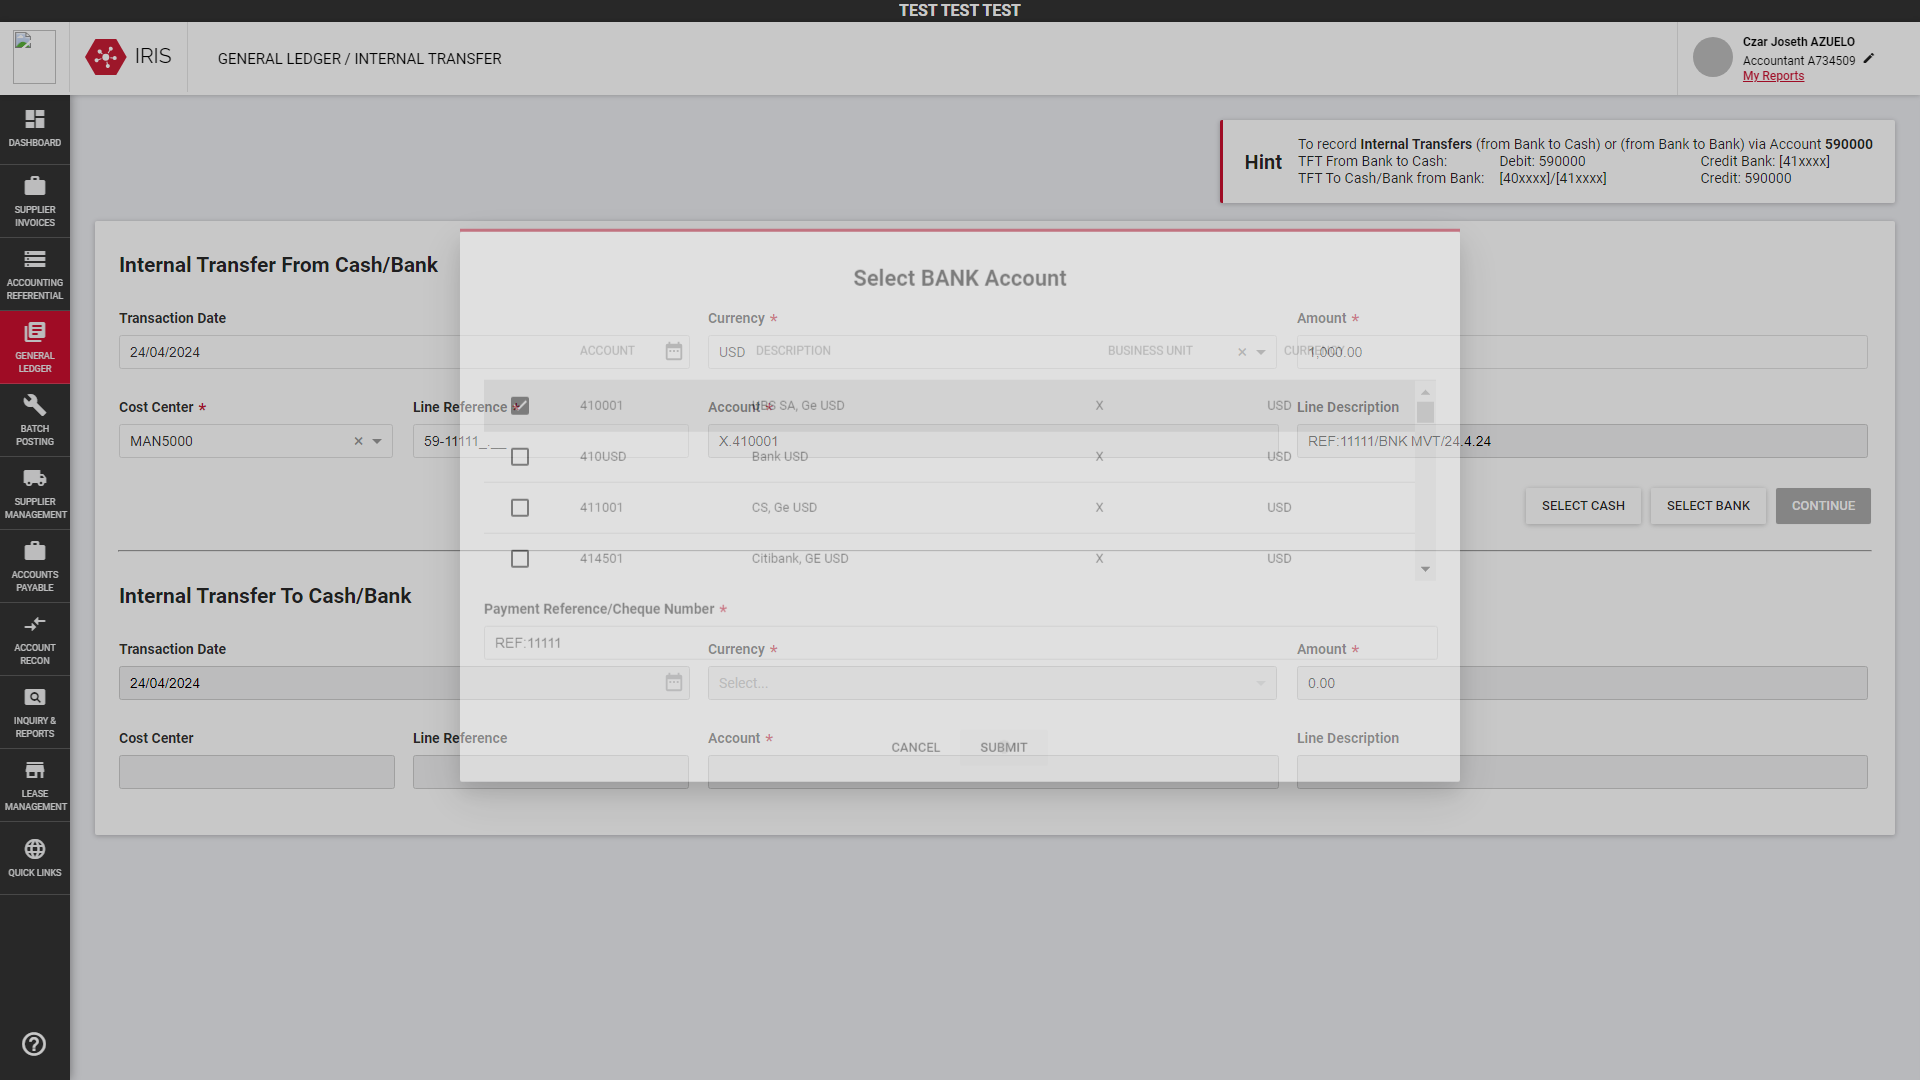 TEST TEST TEST
IRIS
GENERAL LEDGER / INTERNAL TRANSFER
Czar Joseth AZUELO
Accountant A734509
My Reports
DASHBOARD
SUPPLIER
INVOICES
ACCOUNTING
REFERENTIAL
GENERAL
LEDGER
BATCH
POSTING
SUPPLIER
MANAGEMENT
ACCOUNTS
PAYABLE
ACCOUNT
RECON
INQUIRY &
REPORTS
LEASE
MANAGEMENT
QUICK LINKS
Hint
To record Internal Transfers (from Bank to Cash) or (from Bank to Bank) via Account 590000
TFT From Bank to Cash: Debit: 590000 Credit Bank: [41xxxx]
TFT To Cash/Bank from Bank: [40xxxx]/[41xxxx] Credit: 590000
Internal Transfer From Cash/Bank
Transaction Date
24/04/2024
Currency *
USD
Amount *
1,000.00
Cost Center *
MAN5000
Line Reference *
59-11111_.__
Account *
X.410001
Line Description
REF:11111/BNK MVT/24.4.24
SELECT CASH
SELECT BANK
CONTINUE
Internal Transfer To Cash/Bank
Transaction Date
24/04/2024
Currency *
Select...
Amount *
0.00
Cost Center
Line Reference
Account *
Line Description
Select BANK Account
ACCOUNT DESCRIPTION BUSINESS UNIT CURRENCY
410001 UBS SA, Ge USD X USD
410USD Bank USD X USD
411001 CS, Ge USD X USD
414501 Citibank, GE USD X USD
Payment Reference/Cheque Number *
REF:11111
CANCEL
SUBMIT